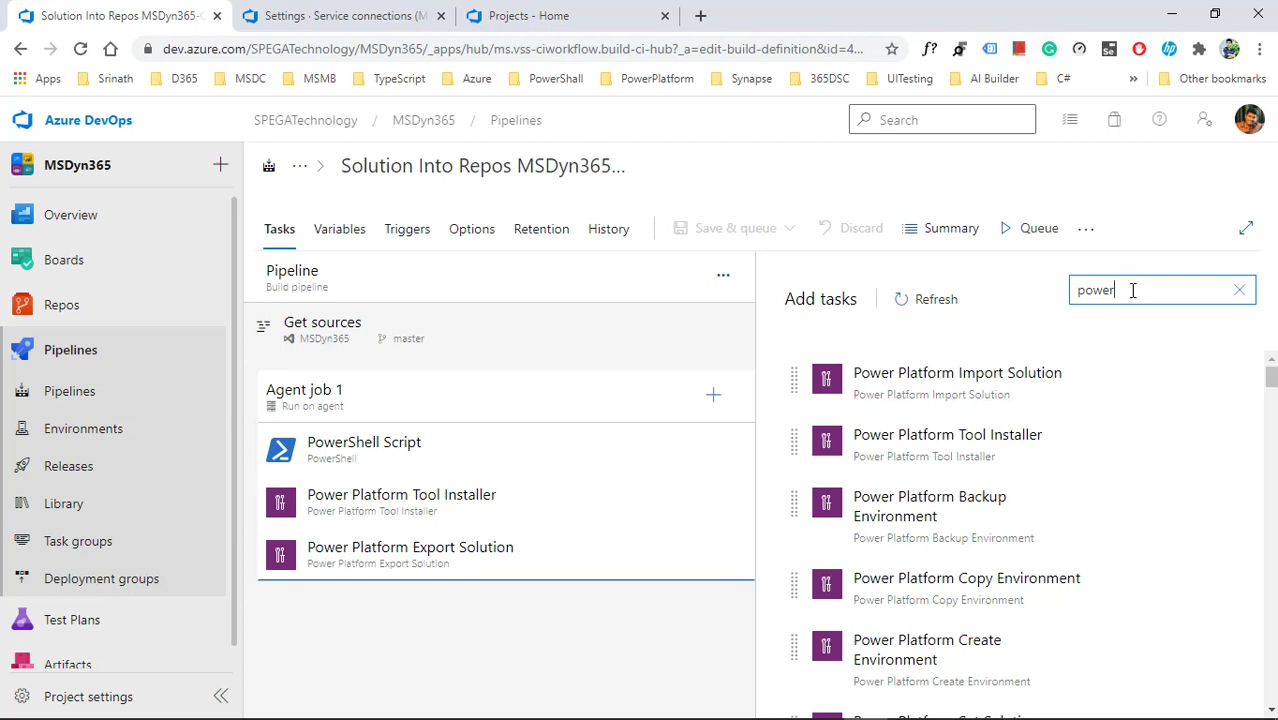 Solution Into Repos MSDyn365-
Settings · Service connections (M
Projects - Home
dev.azure.com/SPEGATechnology/MSDyn365/_apps/hub/ms.vss-ciworkflow.build-ci-hub?_a=edit-build-definition&id=4...
Apps
Srinath
D365
MSDC
MSMB
TypeScript
Azure
PowerShall
PowerPlatform
Synapse
365DSC
UITesting
AI Builder
C#
Other bookmarks
Azure DevOps
SPEGATechnology / MSDyn365 / Pipelines
Search
MSDyn365
Solution Into Repos MSDyn365...
Overview
Boards
Repos
Pipelines
Pipelines
Environments
Releases
Library
Task groups
Deployment groups
Test Plans
Artifacts
Project settings
Tasks
Variables
Triggers
Options
Retention
History
Save & queue
Discard
Summary
Queue
Pipeline
Build pipeline
Get sources
MSDyn365
master
Agent job 1
Run on agent
PowerShell Script
PowerShell
Power Platform Tool Installer
Power Platform Tool Installer
Power Platform Export Solution
Power Platform Export Solution
Add tasks
Refresh
power
Power Platform Import Solution
Power Platform Import Solution
Power Platform Tool Installer
Power Platform Tool Installer
Power Platform Backup
Environment
Power Platform Backup Environment
Power Platform Copy Environment
Power Platform Copy Environment
Power Platform Create
Environment
Power Platform Create Environment